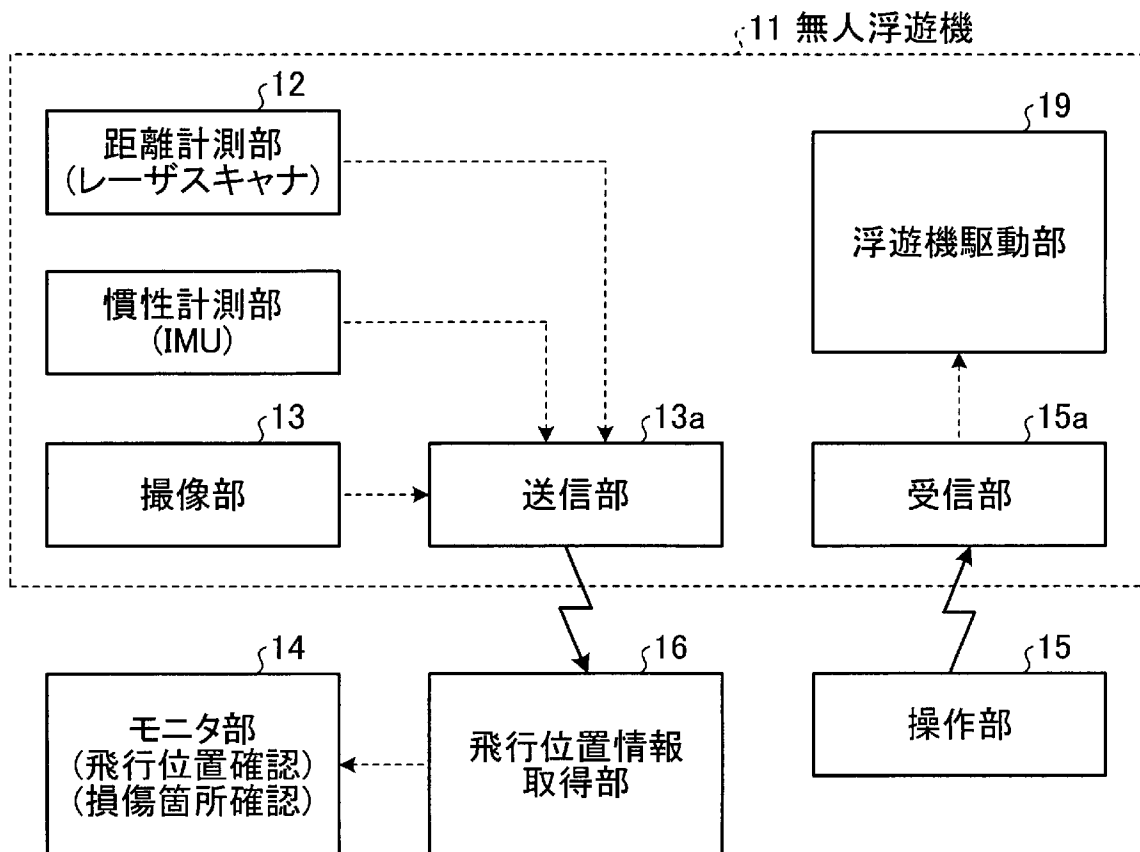 11 無人浮遊機
12
距離計測部
(レーザスキャナ)
19
浮遊機駆動部
慣性計測部
(IMU)
13
撮像部
13a
送信部
15a
受信部
14
モニタ部
(飛行位置確認)
(損傷箇所確認)
16
飛行位置情報
取得部
15
操作部